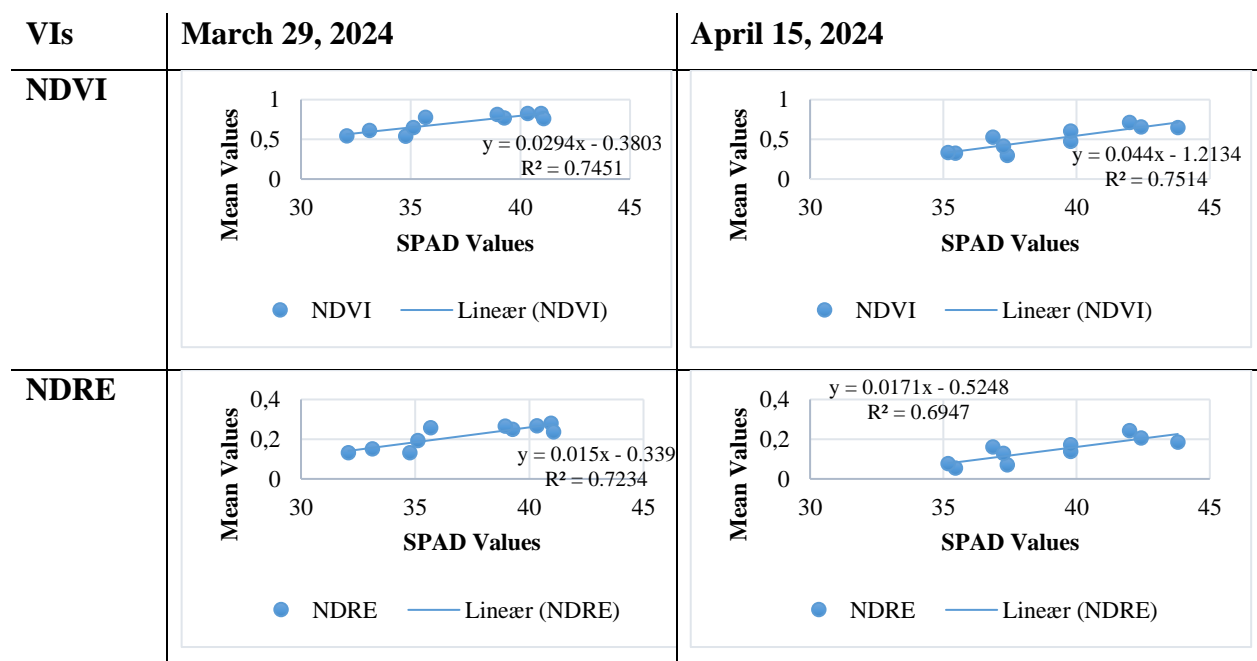 VIs March 29, 2024 April 15, 2024
NDVI
1
0,5
0
30 35 40 45
Mean Values
SPAD Values
y = 0.0294x - 0.3803
R² = 0.7451
NDVI Lineær (NDVI)
1
0,5
0
30 35 40 45
Mean Values
SPAD Values
y = 0.044x - 1.2134
R² = 0.7514
NDVI Lineær (NDVI)
NDRE
0,4
0,2
0
30 35 40 45
Mean Values
SPAD Values
y = 0.015x - 0.339
R² = 0.7234
NDRE Lineær (NDRE)
0,4
0,2
0
30 35 40 45
Mean Values
SPAD Values
y = 0.0171x - 0.5248
R² = 0.6947
NDRE Lineær (NDRE)